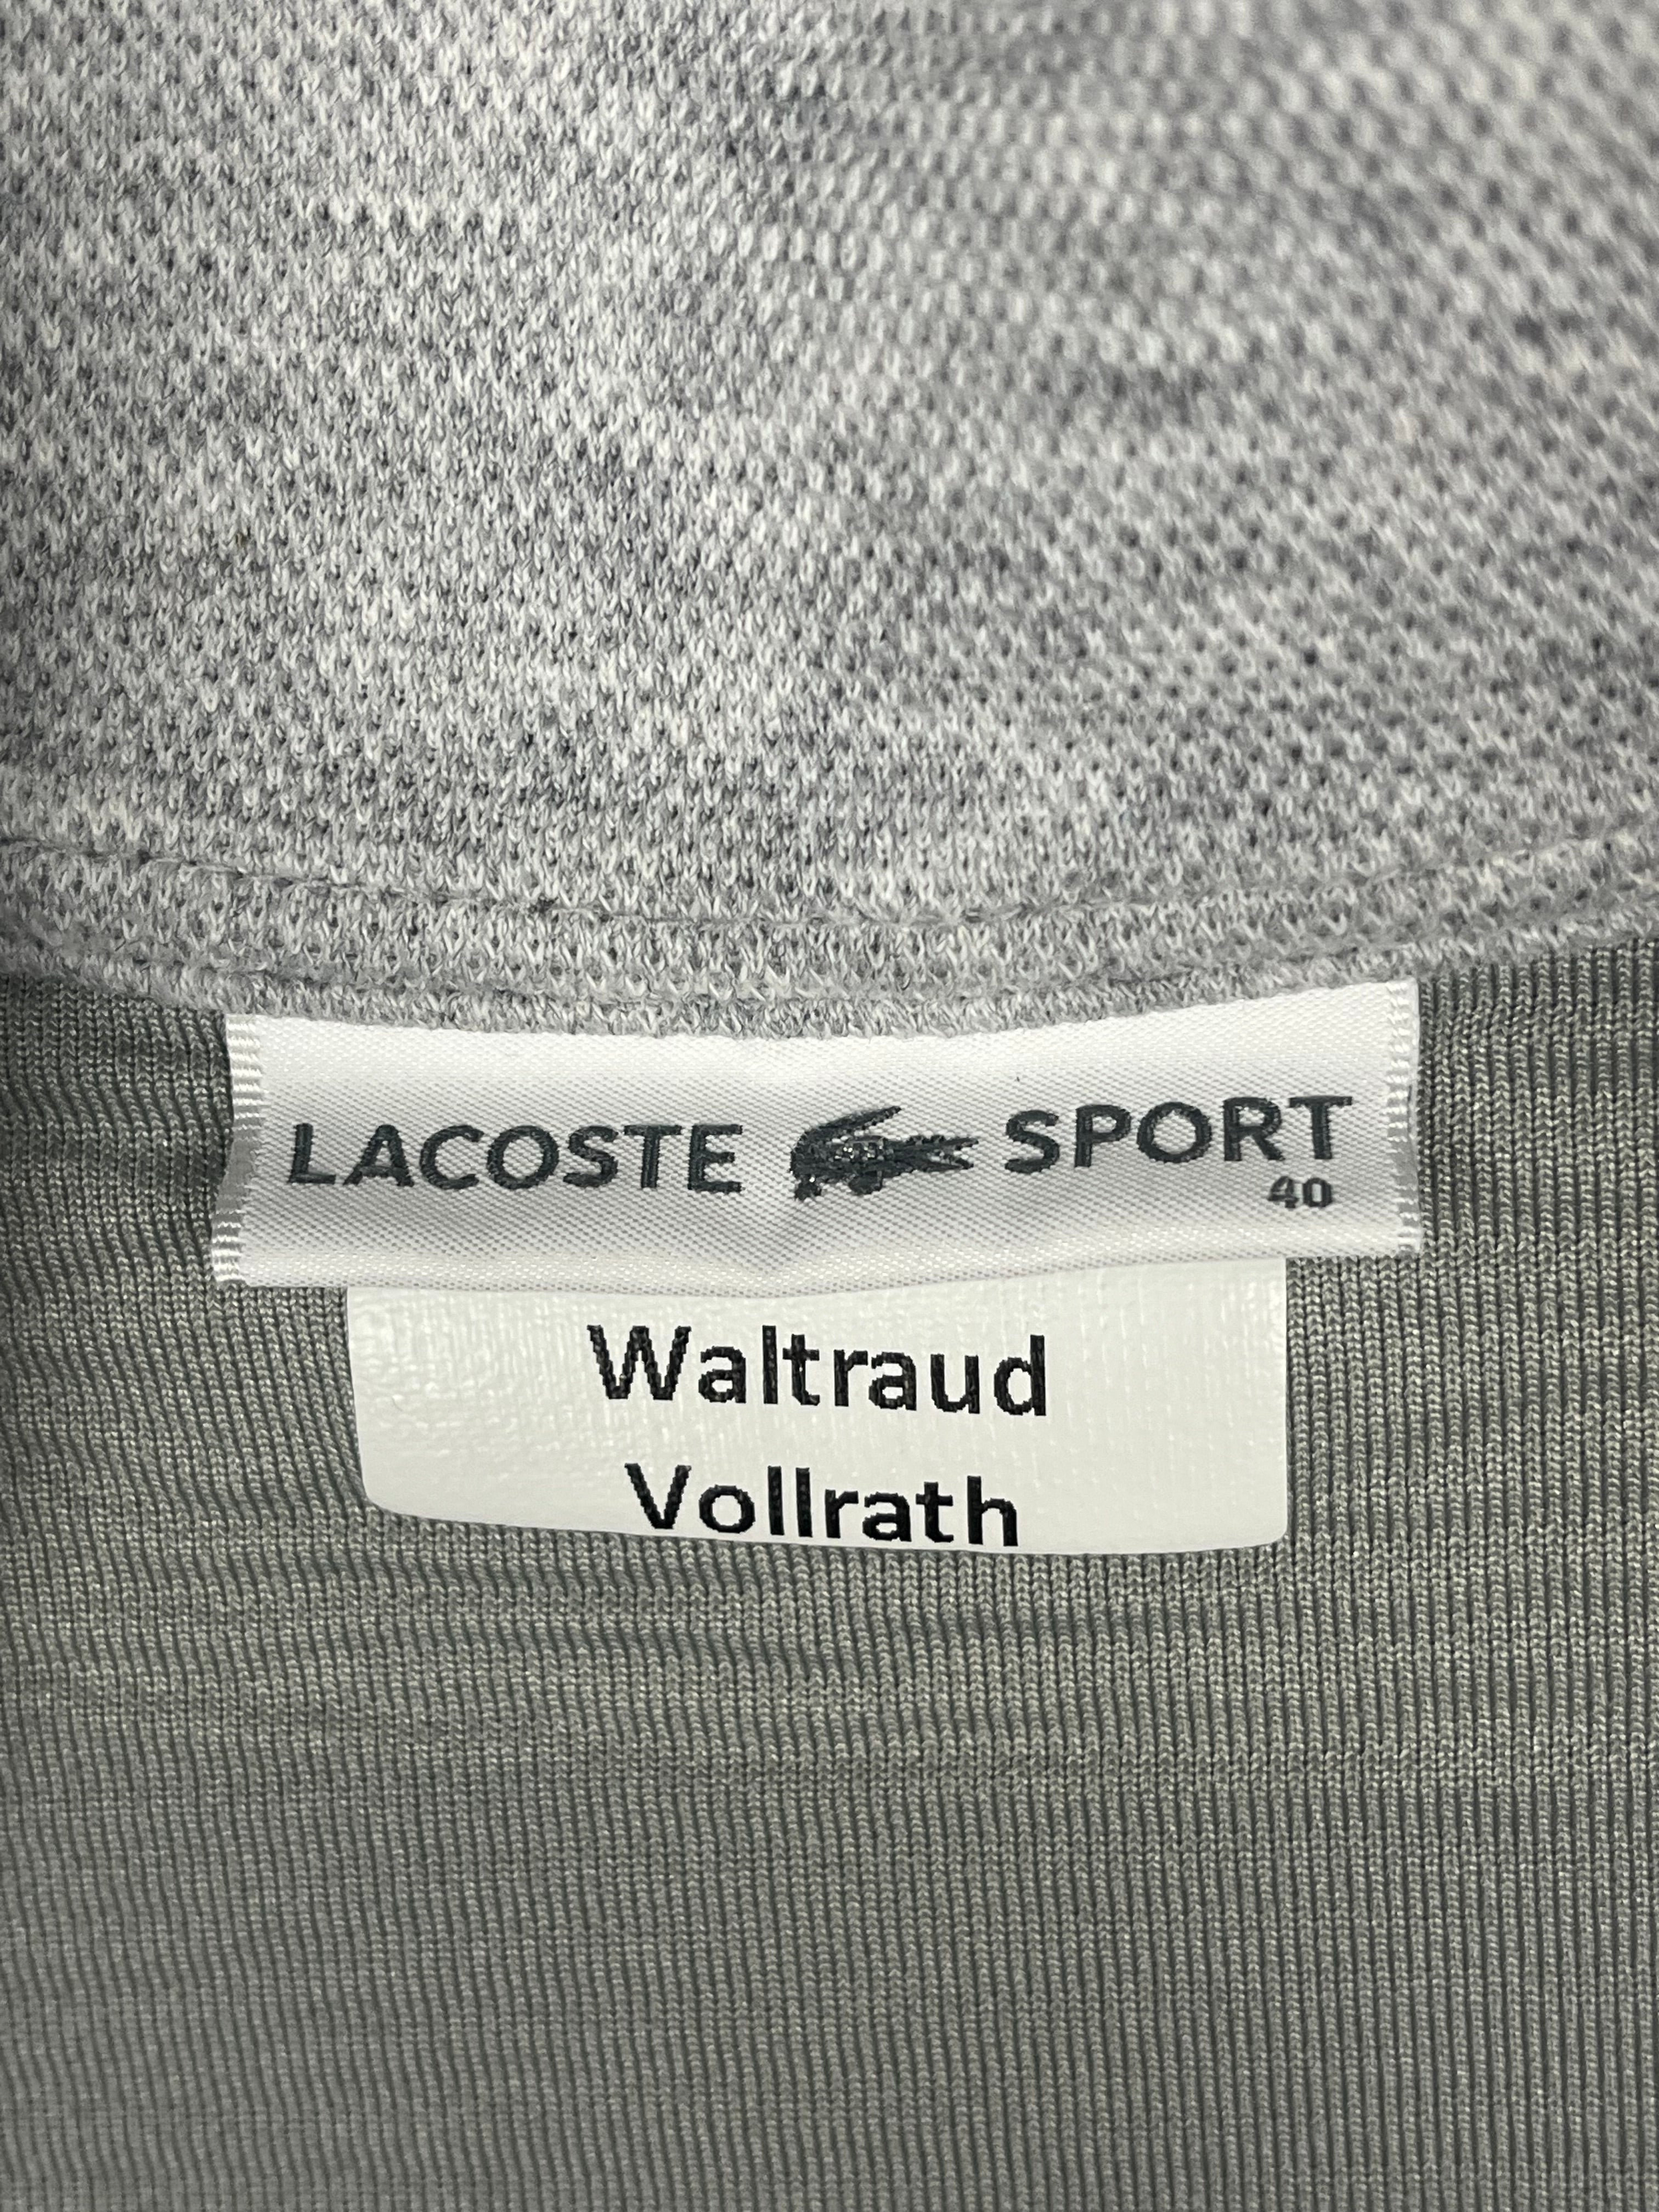 LACOSTE SPORT
40
Waltraud
Vollrath